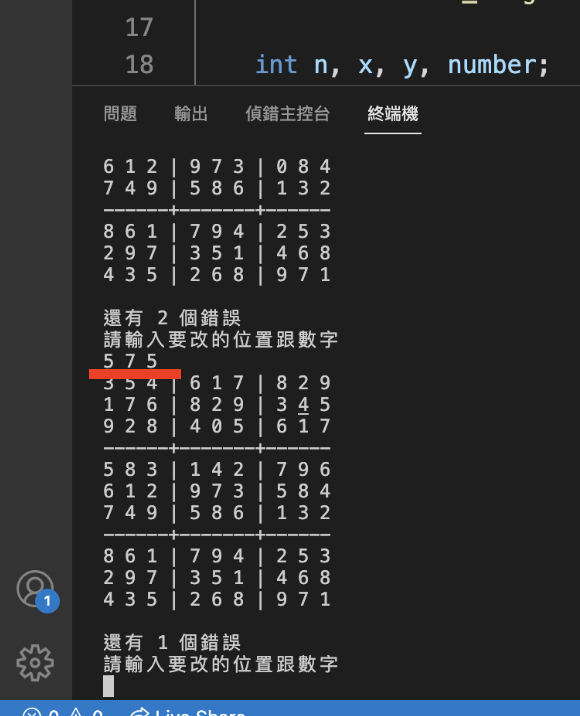 17
18 int n, x, y, number;
問題 輸出 偵錯主控台 終端機
6 1 2 | 9 7 3 | 0 8 4
7 4 9 | 5 8 6 | 1 3 2
------+-------+------
8 6 1 | 7 9 4 | 2 5 3
2 9 7 | 3 5 1 | 4 6 8
4 3 5 | 2 6 8 | 9 7 1
還有 2 個錯誤
請輸入要改的位置跟數字
5 7 5
3 5 4 | 6 1 7 | 8 2 9
1 7 6 | 8 2 9 | 3 4 5
9 2 8 | 4 0 5 | 6 1 7
------+-------+------
5 8 3 | 1 4 2 | 7 9 6
6 1 2 | 9 7 3 | 5 8 4
7 4 9 | 5 8 6 | 1 3 2
------+-------+------
8 6 1 | 7 9 4 | 2 5 3
2 9 7 | 3 5 1 | 4 6 8
4 3 5 | 2 6 8 | 9 7 1
還有 1 個錯誤
請輸入要改的位置跟數字
1
0 0 Live Share